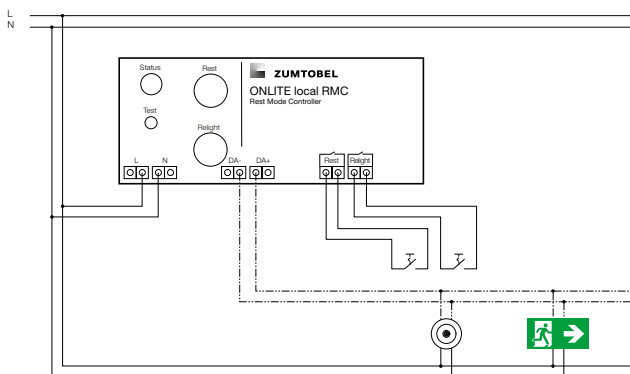 L
N
Status
Rest
ZUMTOBEL
ONLITE local RMC
Rest Mode Controller
Test
Relight
L
N
DA-
DA+
Rest
Relight